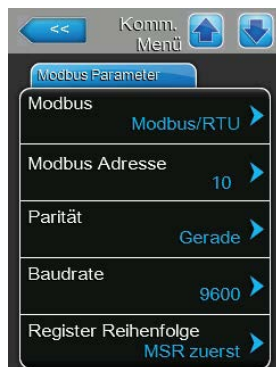 <<
Komm.
Menü
Modbus Parameter
Modbus
Modbus/RTU
Modbus Adresse
10
Parität
Gerade
Baudrate
9600
Register Reihenfolge
MSR zuerst